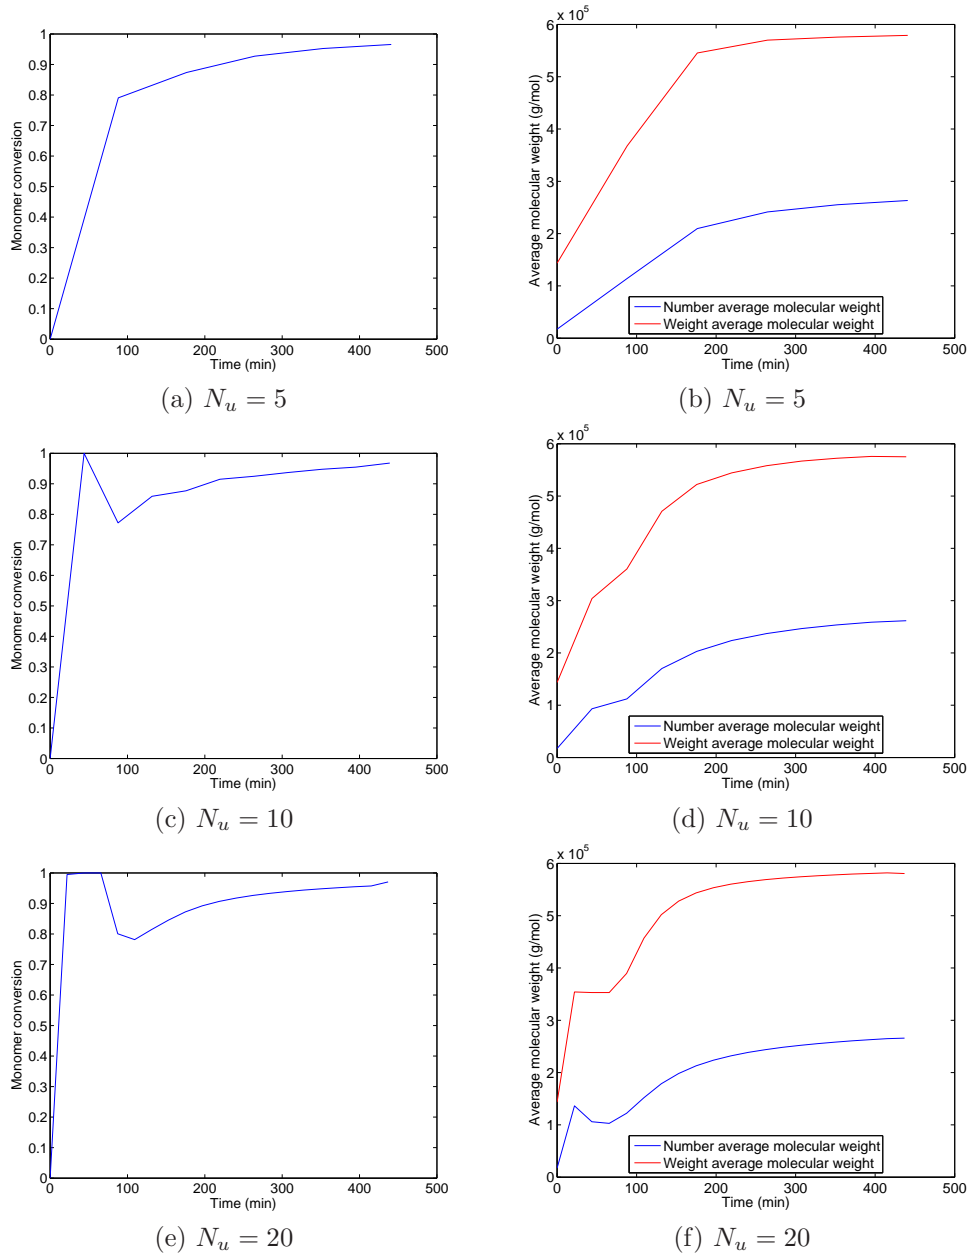 1
0.9
0.8
0.7
0.6
0.5
0.4
0.3
0.2
0.1
0
0 100 200 300 400 500
Monomer conversion
Time (min)
(a) N_u = 5
x 10^5
6
5
4
3
2
1
0
0 100 200 300 400 500
Average molecular weight (g/mol)
Number average molecular weight
Weight average molecular weight
Time (min)
(b) N_u = 5
1
0.9
0.8
0.7
0.6
0.5
0.4
0.3
0.2
0.1
0
0 100 200 300 400 500
Monomer conversion
Time (min)
(c) N_u = 10
x 10^5
6
5
4
3
2
1
0
0 100 200 300 400 500
Average molecular weight (g/mol)
Number average molecular weight
Weight average molecular weight
Time (min)
(d) N_u = 10
1
0.9
0.8
0.7
0.6
0.5
0.4
0.3
0.2
0.1
0
0 100 200 300 400 500
Monomer conversion
Time (min)
(e) N_u = 20
x 10^5
6
5
4
3
2
1
0
0 100 200 300 400 500
Average molecular weight (g/mol)
Number average molecular weight
Weight average molecular weight
Time (min)
(f) N_u = 20